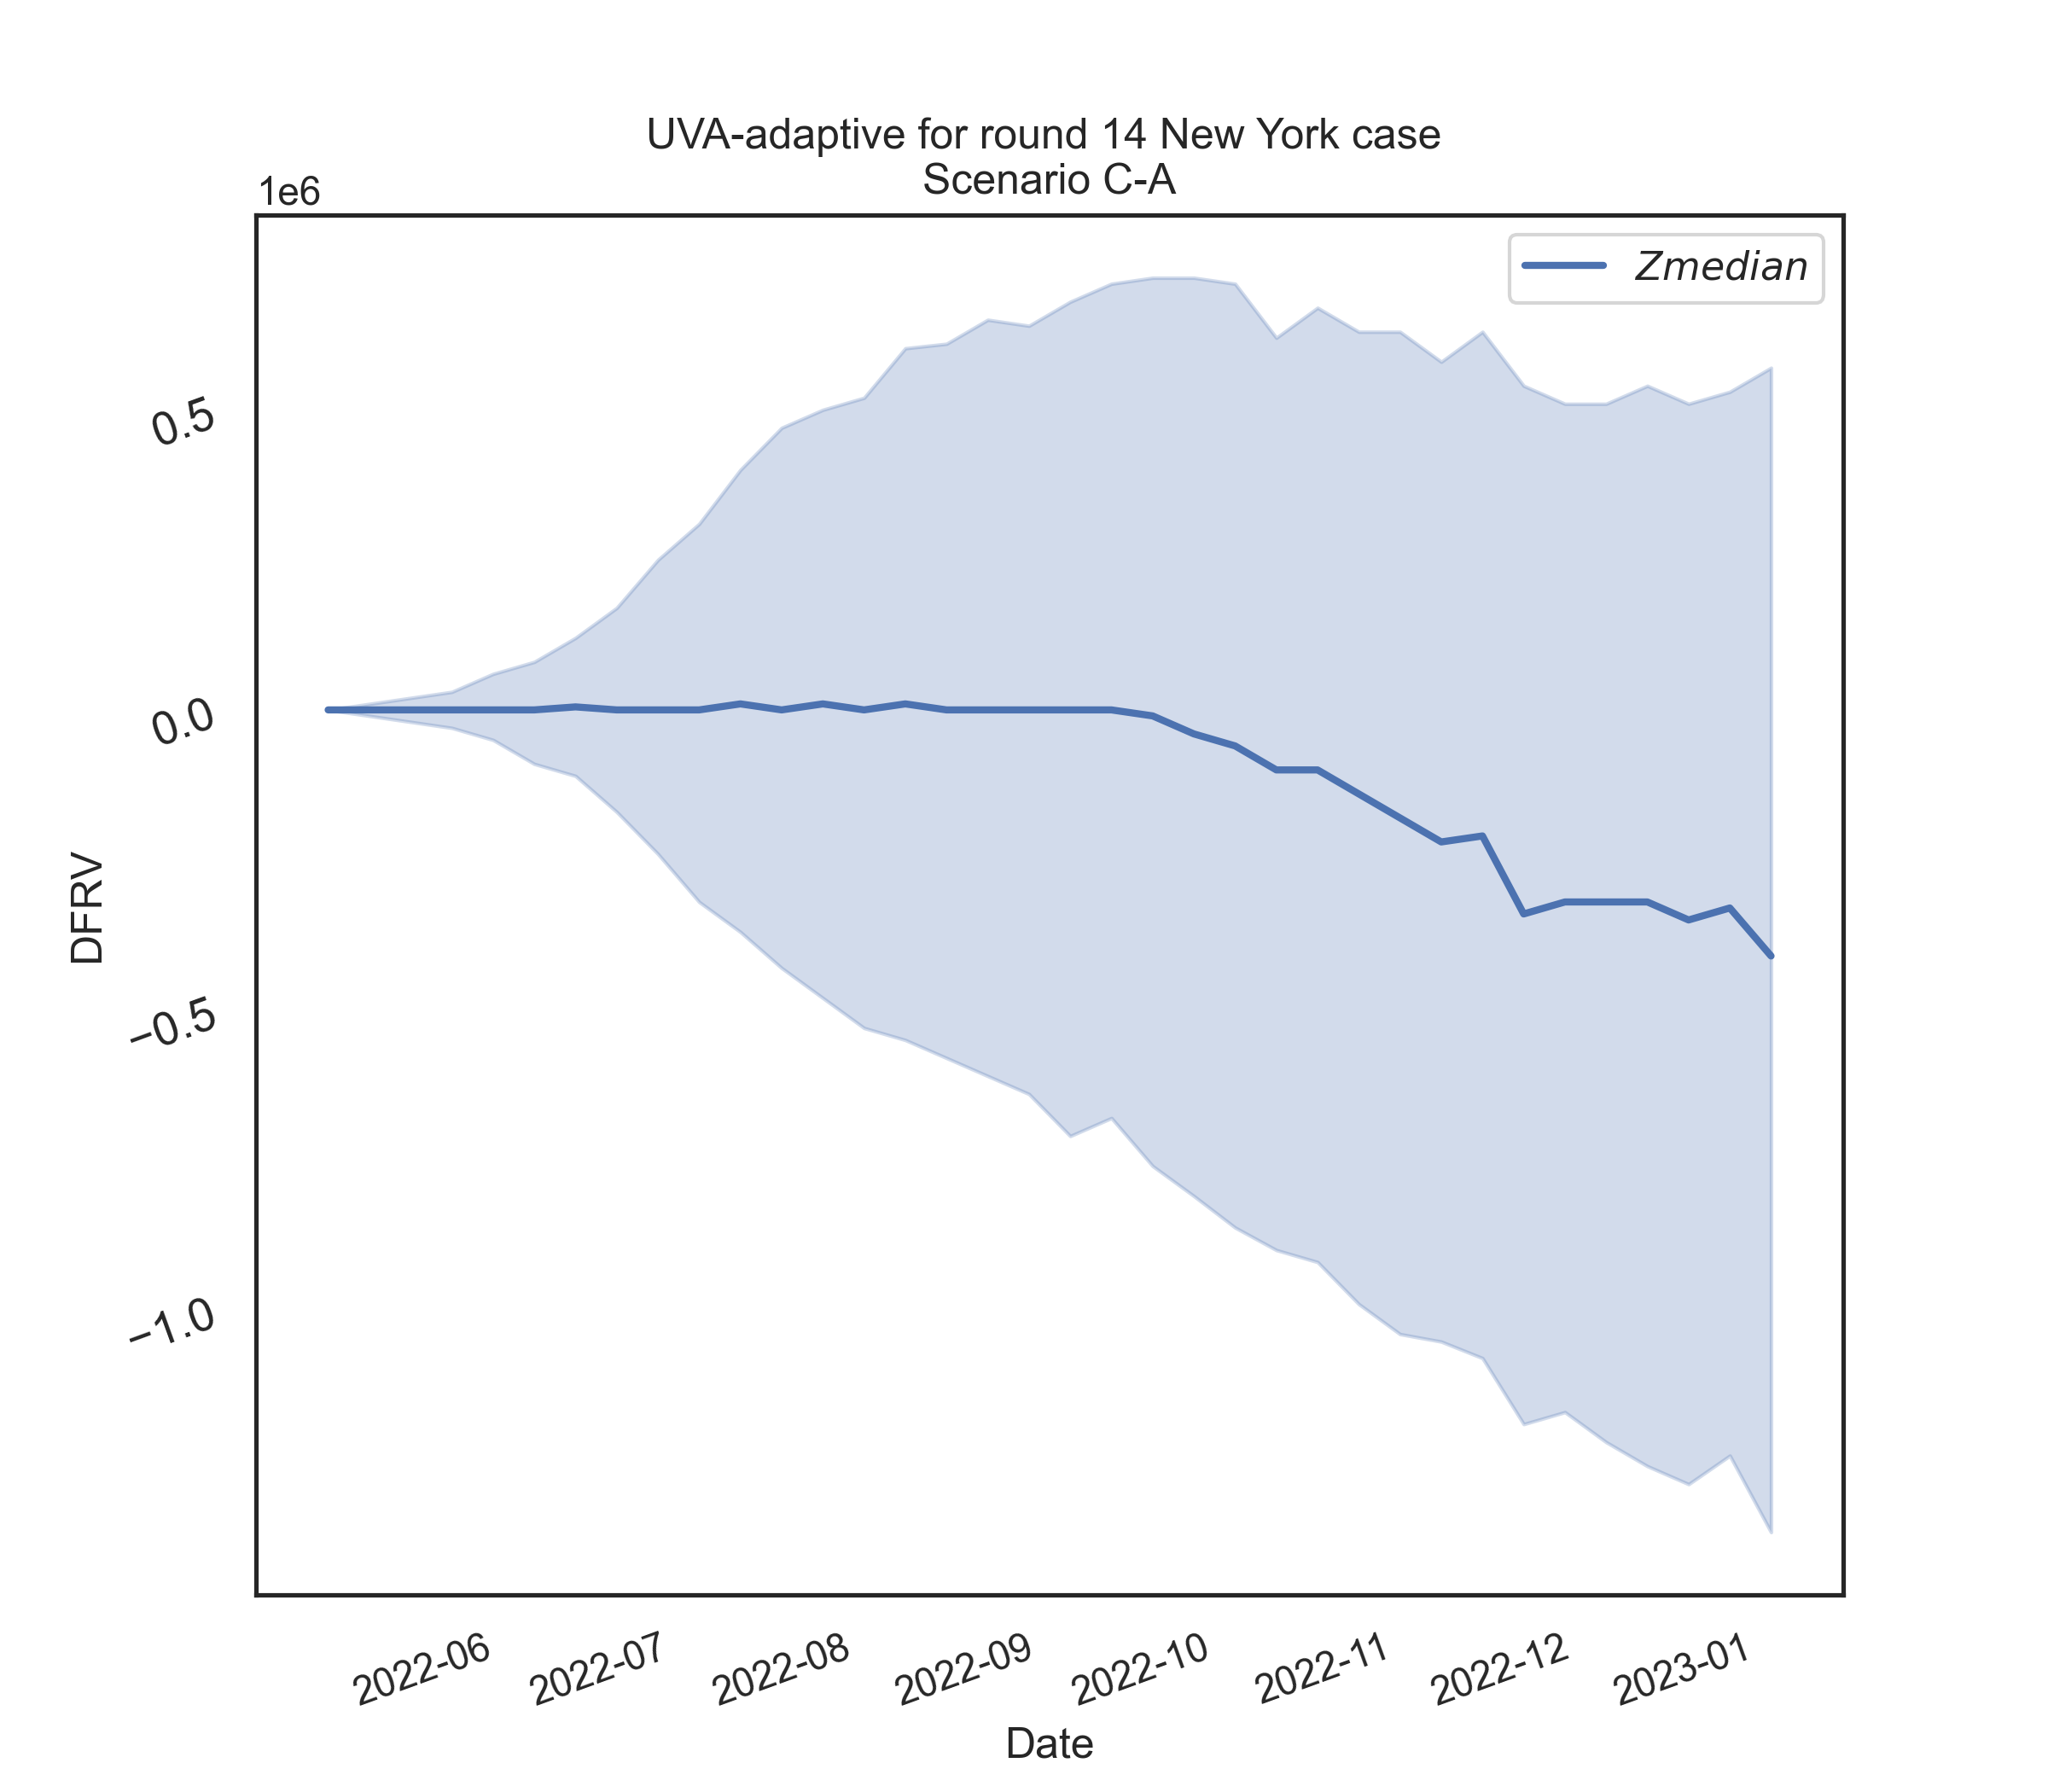 UVA-adaptive for round 14 New York case
Scenario C-A
1e6
Zmedian
0.5
0.0
−0.5
−1.0
DFRV
2022-06
2022-07
2022-08
2022-09
2022-10
2022-11
2022-12
2023-01
Date